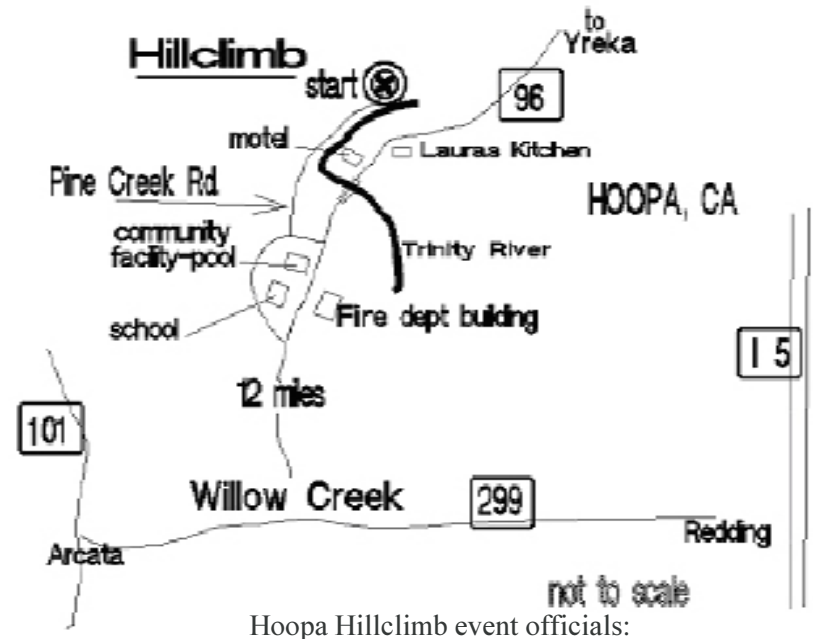 to
Yreka
Hillclimb
start
96
motel
Lauras Kitchen
Pine Creek Rd
HOOPA, CA
community
facility-pool
Trinity River
school
Fire dept building
I 5
12 miles
101
Willow Creek
299
Redding
Arcata
not to scale
Hoopa Hillclimb event officials: